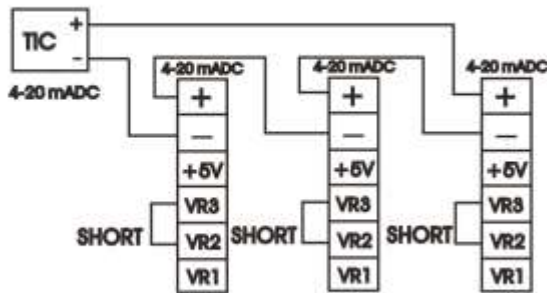 TIC
+
-
4-20 mADC
4-20 mADC
+
—
+5V
VR3
VR2
VR1
SHORT
4-20 mADC
+
—
+5V
VR3
VR2
VR1
SHORT
4-20 mADC
+
—
+5V
VR3
VR2
VR1
SHORT